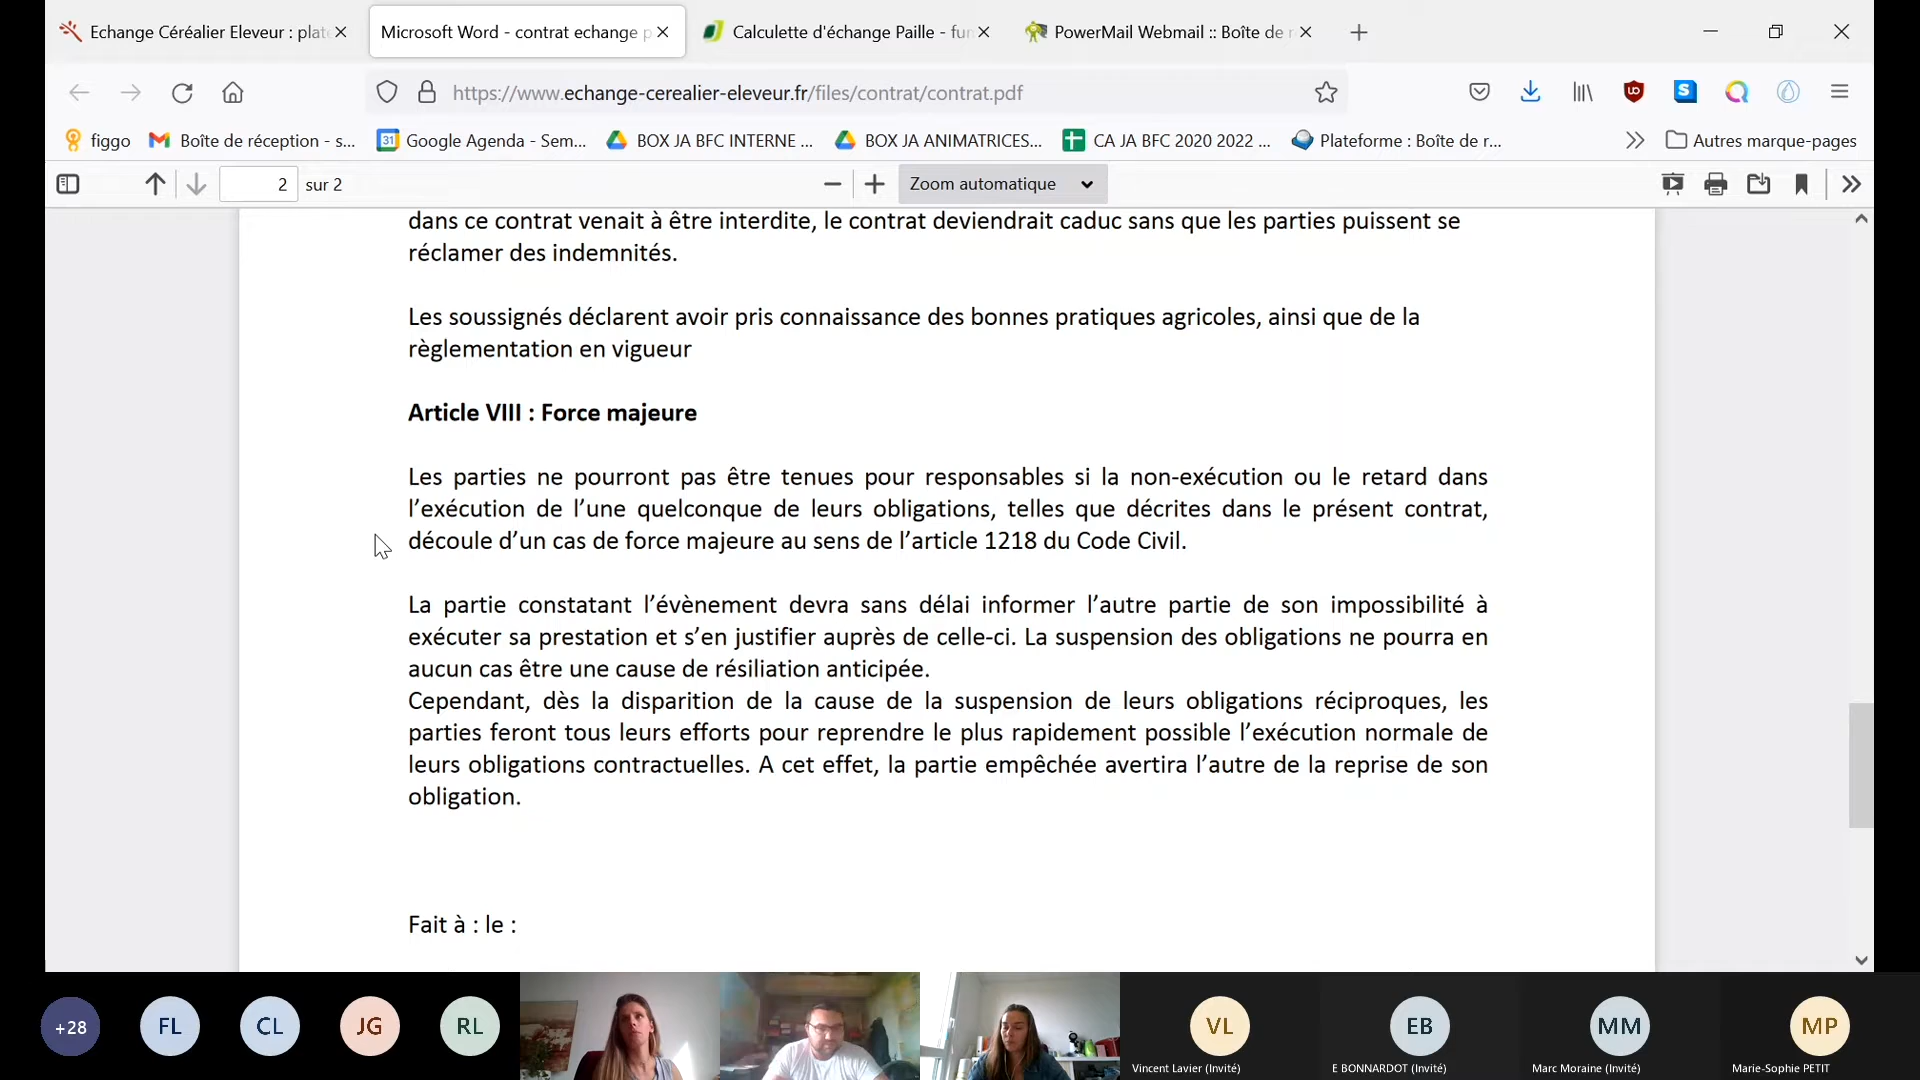 Echange Céréalier Eleveur : plate
Microsoft Word - contrat echange p
Calculette d'échange Paille - fum
PowerMail Webmail :: Boîte de r
https://www.echange-cerealier-eleveur.fr/files/contrat/contrat.pdf
figgo
Boîte de réception - s...
31
Google Agenda - Sem...
BOX JA BFC INTERNE ...
BOX JA ANIMATRICES...
CA JA BFC 2020 2022 ...
Plateforme : Boîte de r...
Autres marque-pages
2 sur 2
Zoom automatique
dans ce contrat venait à être interdite, le contrat deviendrait caduc sans que les parties puissent se
réclamer des indemnités.
Les soussignés déclarent avoir pris connaissance des bonnes pratiques agricoles, ainsi que de la
règlementation en vigueur
Article VIII : Force majeure
Les parties ne pourront pas être tenues pour responsables si la non-exécution ou le retard dans
l’exécution de l’une quelconque de leurs obligations, telles que décrites dans le présent contrat,
découle d’un cas de force majeure au sens de l’article 1218 du Code Civil.
La partie constatant l’évènement devra sans délai informer l’autre partie de son impossibilité à
exécuter sa prestation et s’en justifier auprès de celle-ci. La suspension des obligations ne pourra en
aucun cas être une cause de résiliation anticipée.
Cependant, dès la disparition de la cause de la suspension de leurs obligations réciproques, les
parties feront tous leurs efforts pour reprendre le plus rapidement possible l’exécution normale de
leurs obligations contractuelles. A cet effet, la partie empêchée avertira l’autre de la reprise de son
obligation.
Fait à : le :
+28
FL
CL
JG
RL
VL
EB
MM
MP
Vincent Lavier (Invité)
E BONNARDOT (Invité)
Marc Moraine (Invité)
Marie-Sophie PETIT